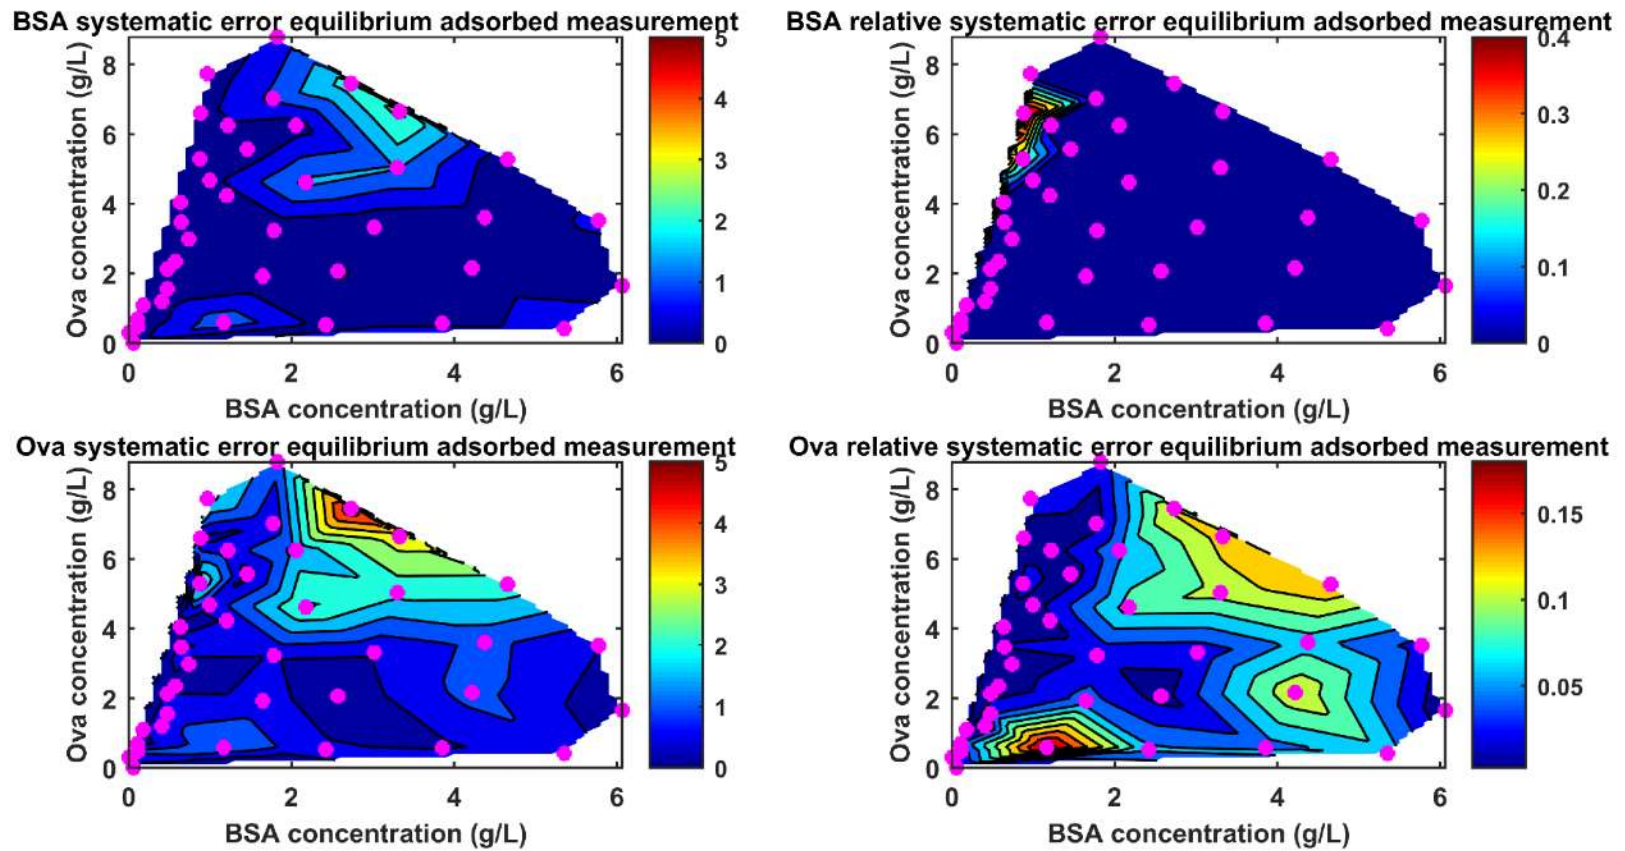 BSA systematic error equilibrium adsorbed measurement
Ova concentration (g/L)
8
6
4
2
0
0 2 4 6
BSA concentration (g/L)
5
4
3
2
1
0
BSA relative systematic error equilibrium adsorbed measurement
Ova concentration (g/L)
8
6
4
2
0
0 2 4 6
BSA concentration (g/L)
0.4
0.3
0.2
0.1
0
Ova systematic error equilibrium adsorbed measurement
Ova concentration (g/L)
8
6
4
2
0
0 2 4 6
BSA concentration (g/L)
5
4
3
2
1
0
Ova relative systematic error equilibrium adsorbed measurement
Ova concentration (g/L)
8
6
4
2
0
0 2 4 6
BSA concentration (g/L)
0.15
0.1
0.05